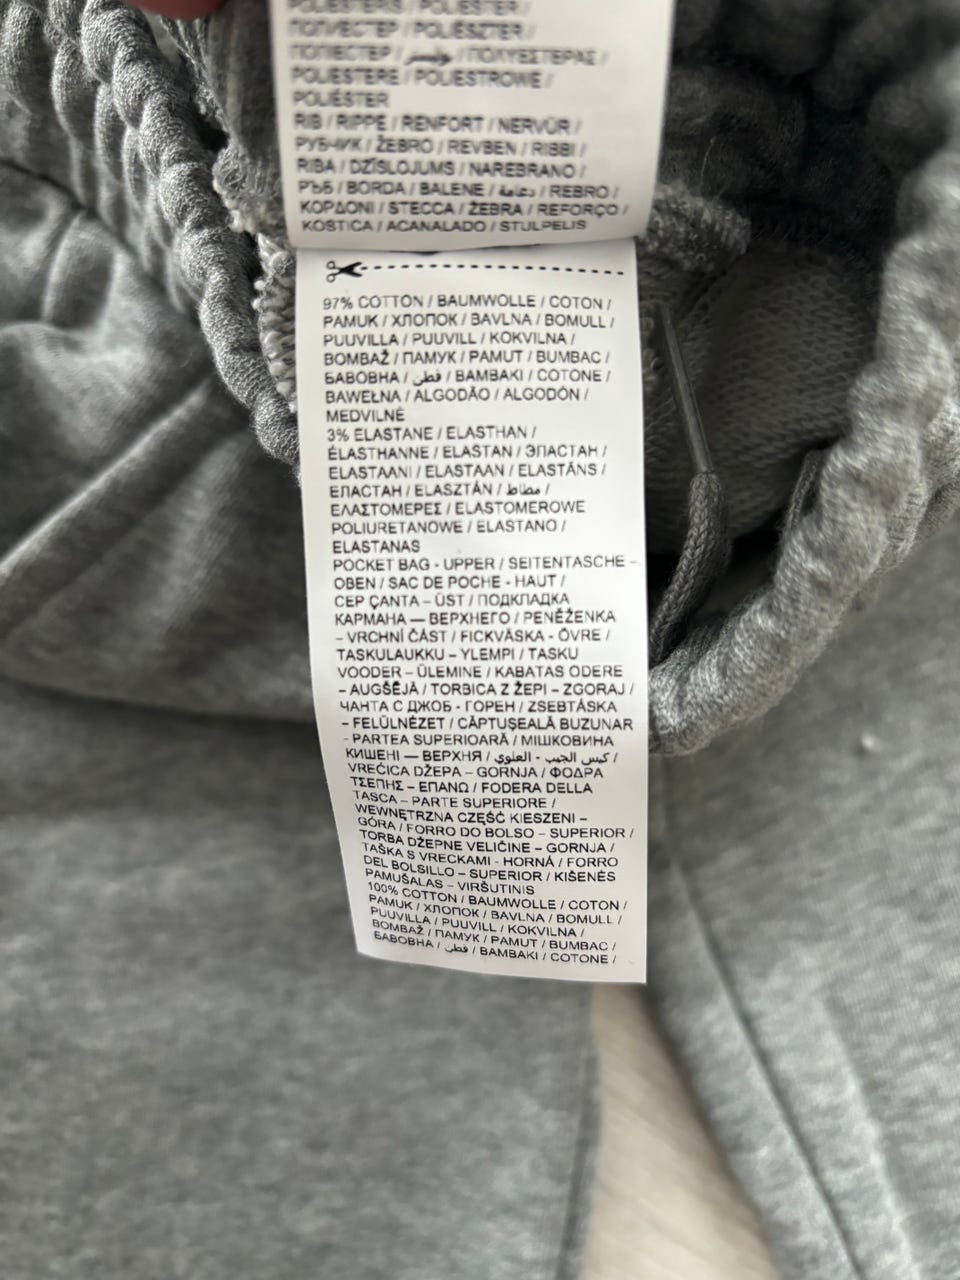 POLIESTERIS / POLIESTER /
ПОЛИЕСТЕР / POLIÉSZTER /
ПОЛІЕСТЕР / بوليستر / ΠΟΛΥΕΣΤΕΡΑΣ /
POLIESTERE / POLIESTROWE /
POLIÉSTER
RIB / RIPPE / RENFORT / NERVÜR /
РУБЧИК / ŽEBRO / REVBEN / RIBBI /
RIBA / DZĪSLOJUMS / NAREBRANO /
РЪБ / BORDA / BALENE / دعامة / REBRO /
ΚΟΡΔΟΝΙ / STECCA / ŽEBRA / REFORÇO /
KOSTICA / ACANALADO / STULPELIS
97% COTTON / BAUMWOLLE / COTON /
PAMUK / ХЛОПОК / BAVLNA / BOMULL /
PUUVILLA / PUUVILL / KOKVILNA /
BOMBAŽ / ПАМУК / PAMUT / BUMBAC /
БАВОВНА / قطن / BAMBAKI / COTONE /
BAWEŁNA / ALGODÃO / ALGODÓN /
MEDVILNĖ
3% ELASTANE / ELASTHAN /
ÉLASTHANNE / ELASTAN / ЭЛАСТАН /
ELASTAANI / ELASTAAN / ELASTĀNS /
ЕЛАСТАН / ELASZTÁN / مطاط /
ΕΛΑΣΤΟΜΕΡΕΣ / ELASTOMEROWE
POLIURETANOWE / ELASTANO /
ELASTANAS
POCKET BAG - UPPER / SEITENTASCHE -
OBEN / SAC DE POCHE - HAUT /
CEP ÇANTA – ÜST / ПОДКЛАДКА
КАРМАНА — ВЕРХНЕГО / PENĚŽENKA
– VRCHNÍ ČÁST / FICKVÄSKA - ÖVRE /
TASKULAUKKU – YLEMPI / TASKU
VOODER – ÜLEMINE / KABATAS ODERE
– AUGŠĒJĀ / TORBICA Z ŽEPI – ZGORAJ /
ЧАНТА С ДЖОБ - ГОРЕН / ZSEBTÁSKA
– FELÜLNÉZET / CĂPTUŞEALĂ BUZUNAR
- PARTEA SUPERIOARĂ / МІШКОВИНА
КИШЕНІ — ВЕРХНЯ / كيس الجيب - العلوي /
VREĆICA DŽEPA – GORNJA / ΦΟΔΡΑ
ΤΣΕΠΗΣ – ΕΠΑΝΩ / FODERA DELLA
TASCA – PARTE SUPERIORE /
WEWNĘTRZNA CZĘŚĆ KIESZENI –
GÓRA / FORRO DO BOLSO – SUPERIOR /
TORBA DŽEPNE VELIČINE – GORNJA /
TAŠKA S VRECKAMI - HORNÁ / FORRO
DEL BOLSILLO – SUPERIOR / KIŠENĖS
PAMUŠALAS – VIRŠUTINIS
100% COTTON / BAUMWOLLE / COTON /
PAMUK / ХЛОПОК / BAVLNA / BOMULL /
PUUVILLA / PUUVILL / KOKVILNA /
BOMBAŽ / ПАМУК / PAMUT / BUMBAC /
БАВОВНА / قطن / BAMBAKI / COTONE /